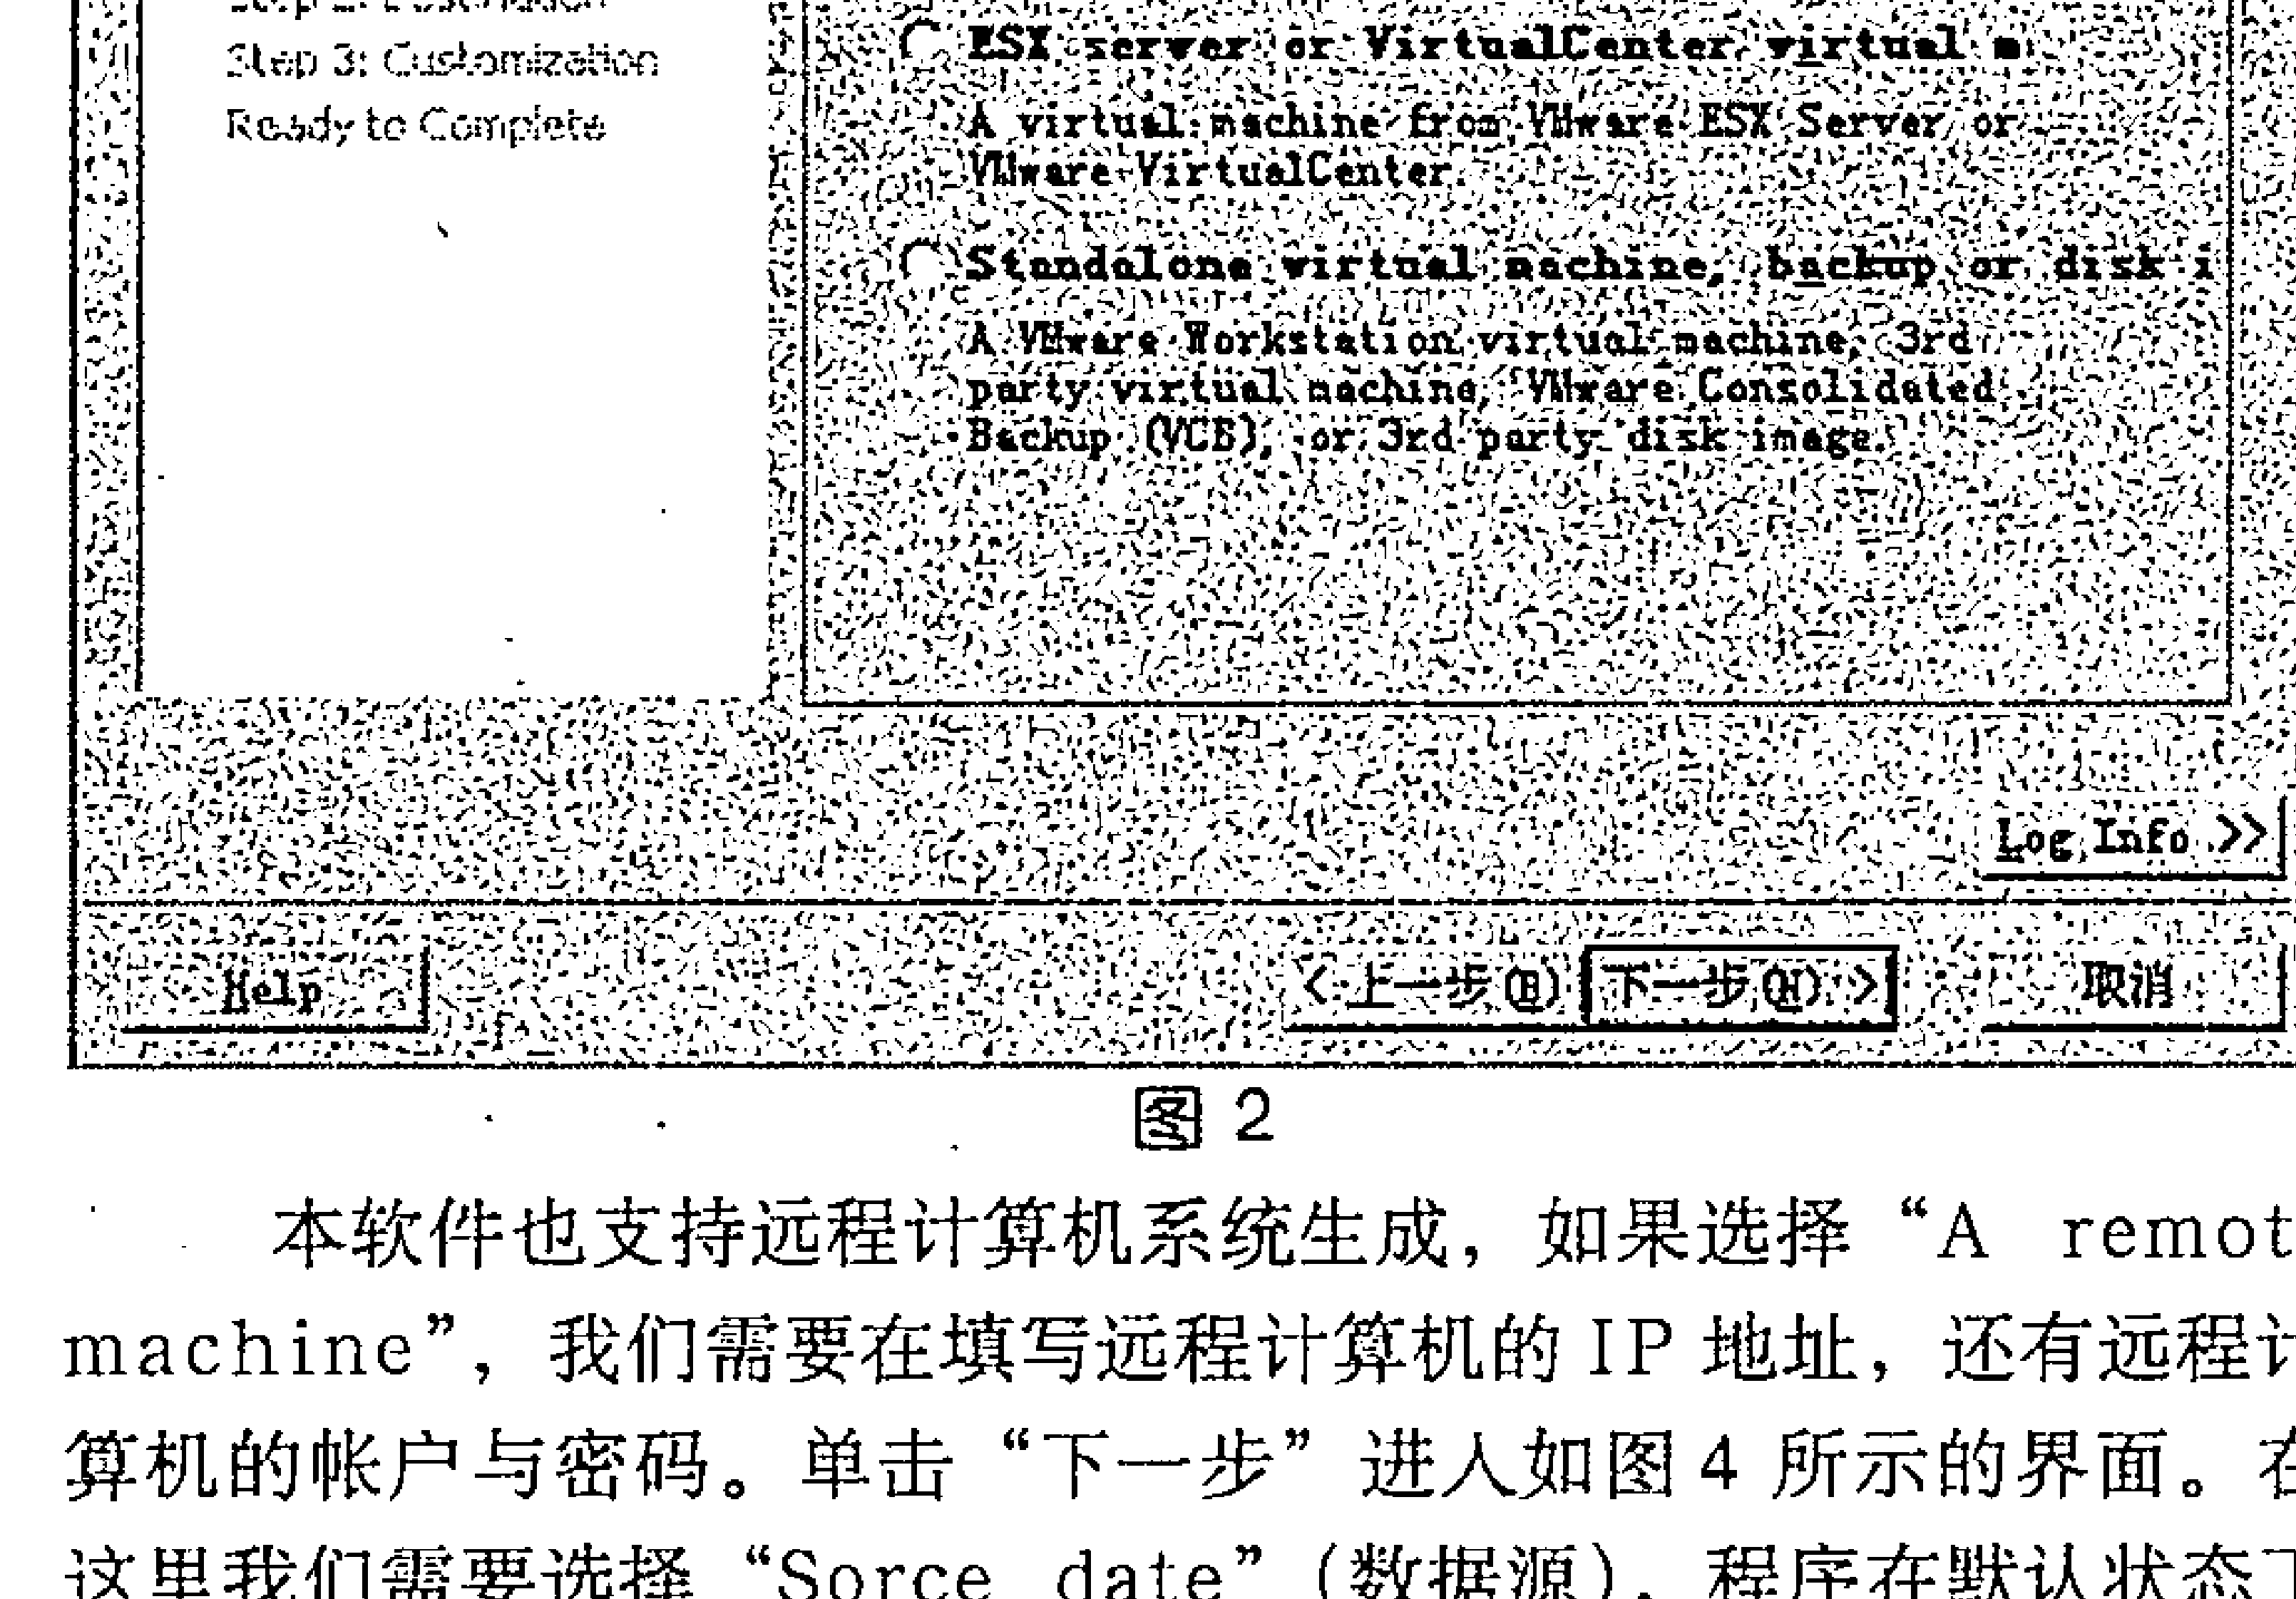 Step 3: Customization
Ready to Complete
ESX server or VirtualCenter virtual m
A virtual machine from VMware ESX Server or
VMware VirtualCenter.
Standalone virtual machine, backup or disk i
A VMware Workstation virtual machine, 3rd
party virtual machine, VMware Consolidated
Backup (VCB), or 3rd party disk image.
Log Info >>
Help
< 上一步(B)
下一步(N) >
取消
图 2
本软件也支持远程计算机系统生成，如果选择“A remot
machine”，我们需要在填写远程计算机的 IP 地址，还有远程计
算机的帐户与密码。单击“下一步”进人如图 4 所示的界面。在
这里我们需要选择“Sorce date”(数据源)，程序在默认状态下